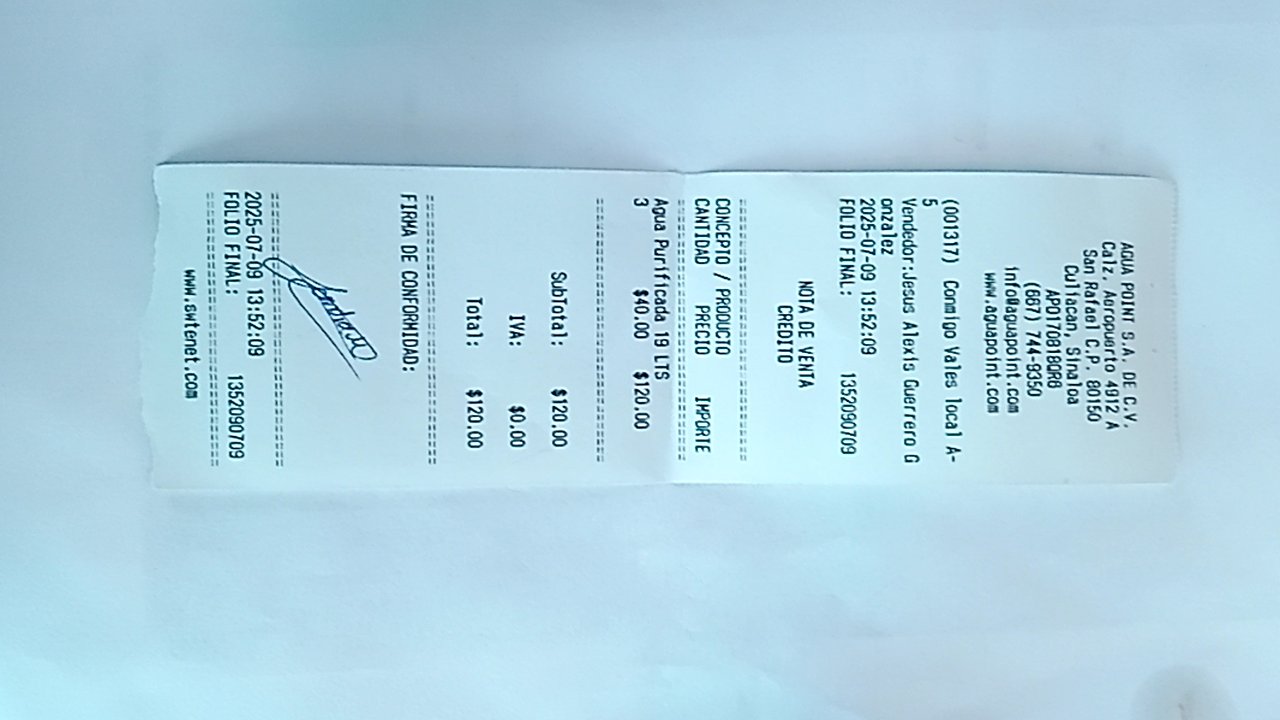 AGUA POINT S.A. DE C.V.
Calz. Aeropuerto 4912 A
San Rafael C.P. 80150
Culiacan, Sinaloa
API170818QR6
(667) 744-9350
info@aguapoint.com
www.aguapoint.com
(001317) Conmigo Vales local A-
5
Vendedor:Jesus Alexis Guerrero G
onzalez
2025-07-09 13:52:09
FOLIO FINAL: 1352090709
NOTA DE VENTA
CREDITO
================================
CONCEPTO / PRODUCTO
CANTIDAD PRECIO IMPORTE
================================
Agua Purificada 19 LTS
3 $40.00 $120.00
================================
SubTotal: $120.00
IVA: $0.00
Total: $120.00
================================
FIRMA DE CONFORMIDAD:
================================
2025-07-09 13:52:09
FOLIO FINAL: 1352090709
================================
www.swtenet.com